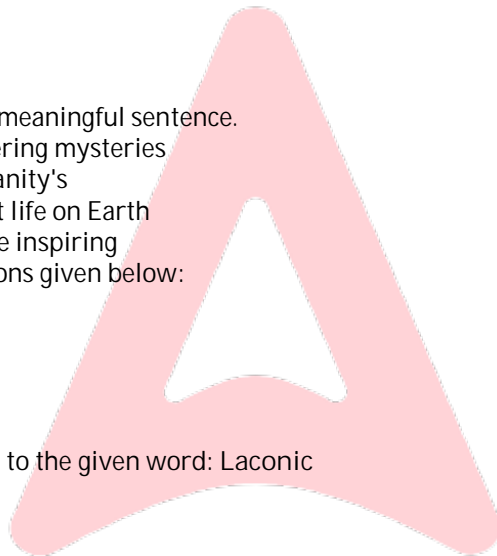 meaningful sentence.
ering mysteries
anity's
t life on Earth
e inspiring
ons given below:
to the given word: Laconic